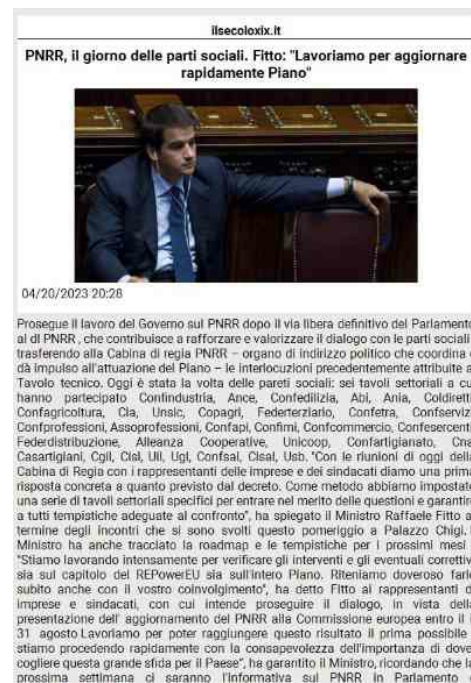 ilsecoloxix.it
PNRR, il giorno delle parti sociali. Fitto: "Lavoriamo per aggiornare
rapidamente Piano"
04/20/2023 20:28
Prosegue il lavoro del Governo sul PNRR dopo il via libera definitivo del Parlamento
al dl PNRR , che contribuisce a rafforzare e valorizzare il dialogo con le parti sociali
trasferendo alla Cabina di regia PNRR – organo di indirizzo politico che coordina e
dà impulso all'attuazione del Piano – le interlocuzioni precedentemente attribuite al
Tavolo tecnico. Oggi è stata la volta delle pareti sociali: sei tavoli settoriali a cui
hanno partecipato Confindustria, Ance, Confedilizia, Abi, Ania, Coldiretti
Confagricoltura, Cia, Unsic, Copagri, Federterziario, Confetra, Confservizi
Confprofessioni, Assoprofessioni, Confapi, Confimi, Confcommercio, Confesercenti
Federdistribuzione, Alleanza Cooperative, Unicoop, Confartigianato, Cna
Casartigiani, Cgil, Cisl, Uil, Ugl, Confsal, Cisal, Usb. "Con le riunioni di oggi della
Cabina di Regia con i rappresentanti delle imprese e dei sindacati diamo una prima
risposta concreta a quanto previsto dal decreto. Come metodo abbiamo impostato
una serie di tavoli settoriali specifici per entrare nel merito delle questioni e garantire
a tutti tempistiche adeguate al confronto", ha spiegato il Ministro Raffaele Fitto al
termine degli incontri che si sono svolti questo pomeriggio a Palazzo Chigi.
Ministro ha anche tracciato la roadmap e le tempistiche per i prossimi mesi
"Stiamo lavorando intensamente per verificare gli interventi e gli eventuali correttivi
sia sul capitolo del REPowerEU sia sull'intero Piano. Riteniamo doveroso farlo
subito anche con il vostro coinvolgimento", ha detto Fitto ai rappresentanti di
imprese e sindacati, con cui intende proseguire il dialogo, in vista della
presentazione dell' aggiornamento del PNRR alla Commissione europea entro il
31 agosto Lavoriamo per poter raggiungere questo risultato il prima possibile
stiamo procedendo rapidamente con la consapevolezza dell'importanza di dover
cogliere questa grande sfida per il Paese", ha garantito il Ministro, ricordando che la
prossima settimana ci saranno l'Informativa sul PNRR in Parlamento